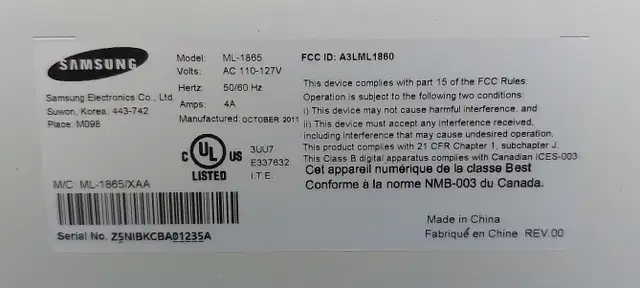 SAMSUNG
Samsung Electronics Co., Ltd.
Suwon, Korea. 443-742
Place: M098
Model: ML-1865
Volts: AC 110-127V
Hertz: 50/60 Hz
Amps: 4A
Manufactured: OCTOBER 2011
C UL US
LISTED
3UU7
E337632
I.T.E.
M/C ML-1865/XAA
Serial No. Z5NIBKCBA01235A
FCC ID: A3LML1860
This device complies with part 15 of the FCC Rules.
Operation is subject to the following two conditions:
i) This device may not cause harmful interference. and
ii) This device must accept any interference received,
including Interference that may cause undesired operation.
This product complies with 21 CFR Chapter 1, subchapter J.
This Class B digital apparatus complies with Canadian ICES-003
Cet appareil numérique de la classe Best
Conforme à la norme NMB-003 du Canada.
Made in China
Fabriqué en Chine REV 00